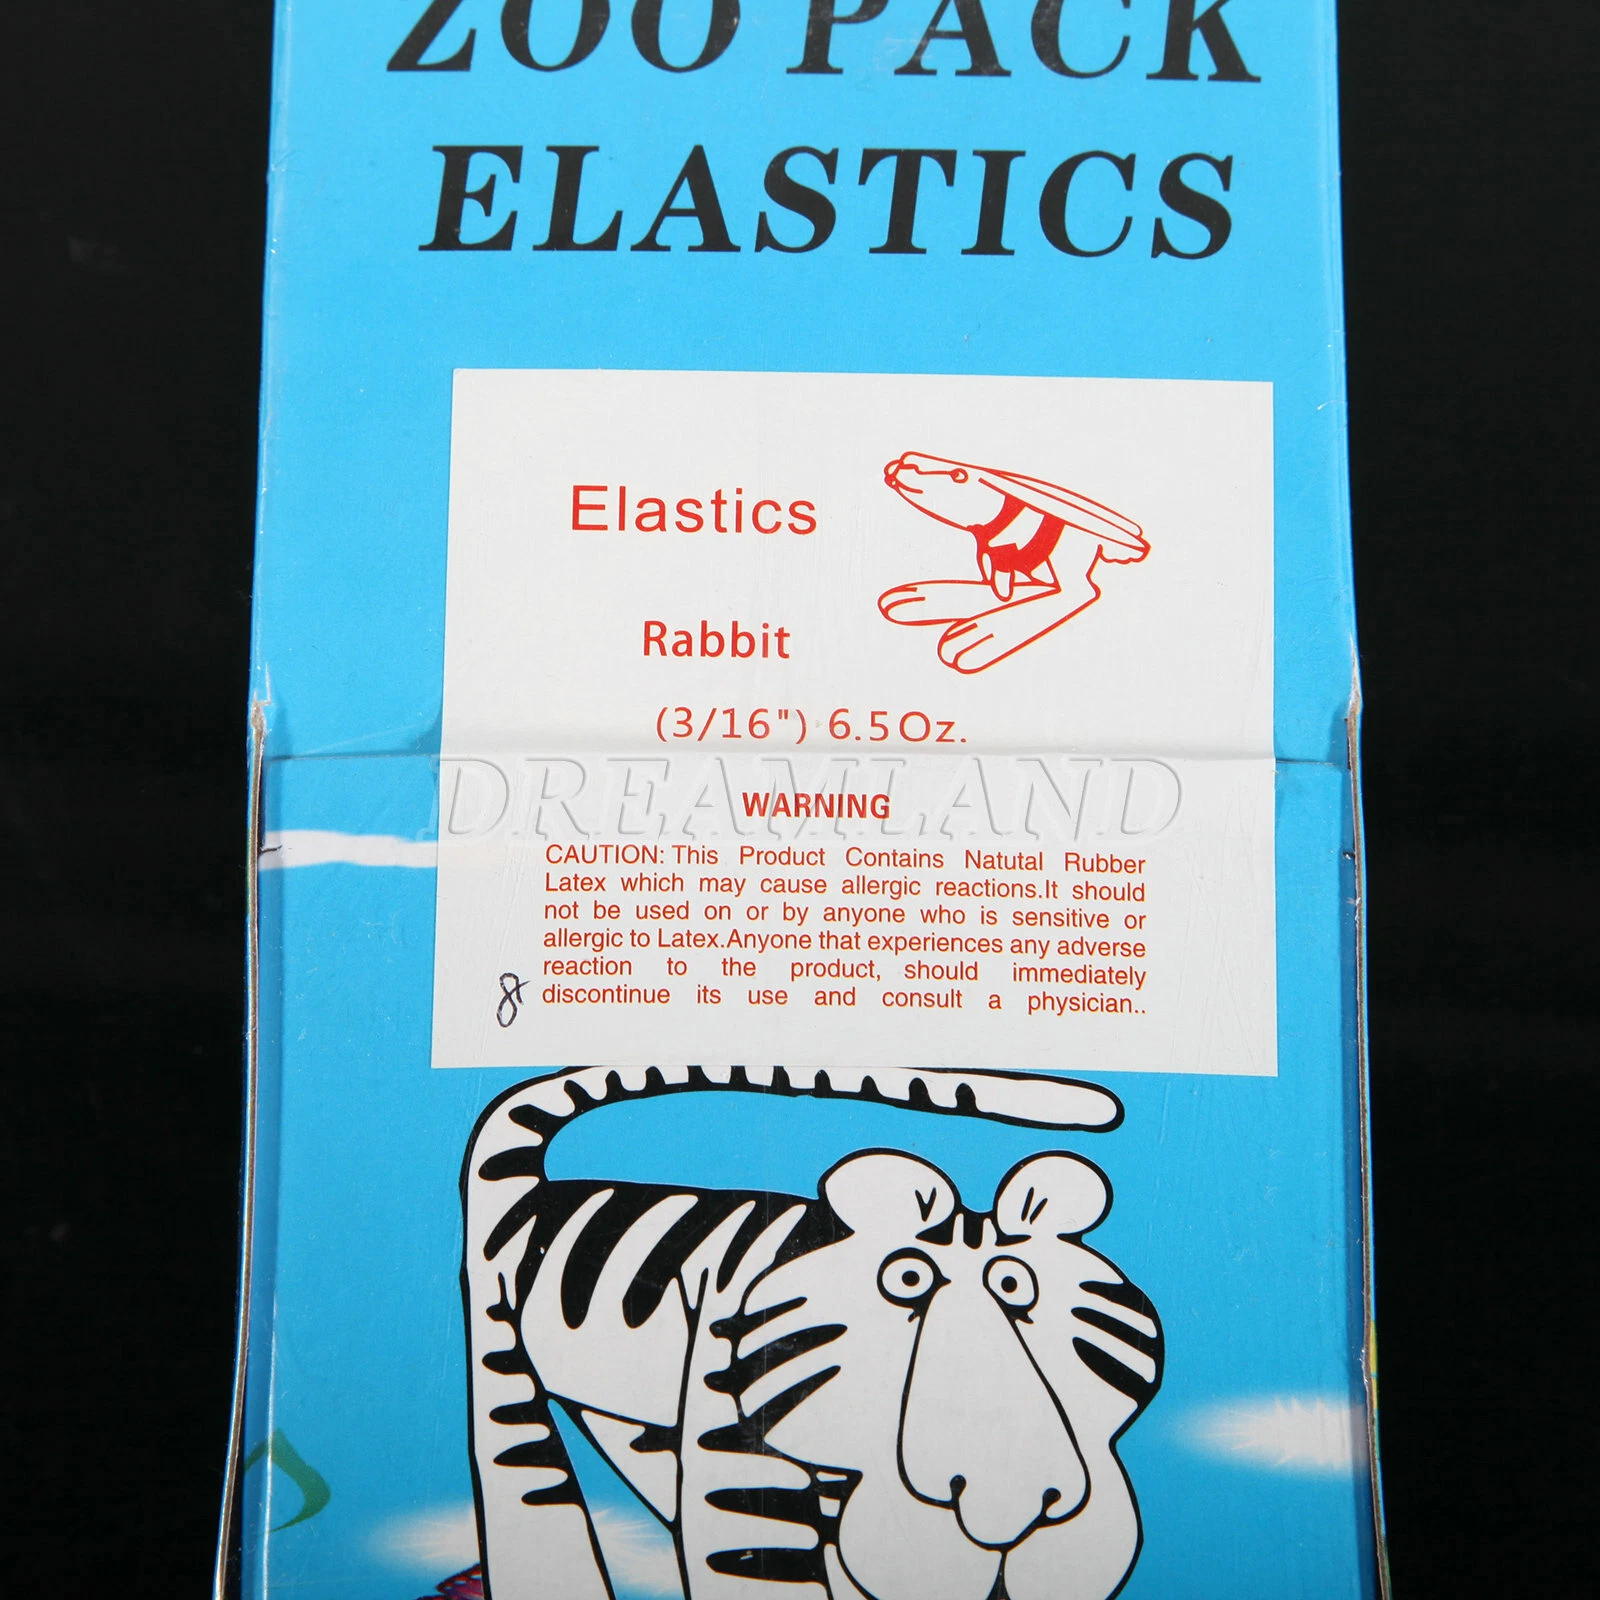 ZOO PACK
ELASTICS
Elastics
Rabbit
(3/16") 6.5 Oz.
DREAMLAND
WARNING
CAUTION: This Product Contains Natutal Rubber
Latex which may cause allergic reactions.It should
not be used on or by anyone who is sensitive or
allergic to Latex.Anyone that experiences any adverse
reaction to the product, should immediately
discontinue its use and consult a physician..